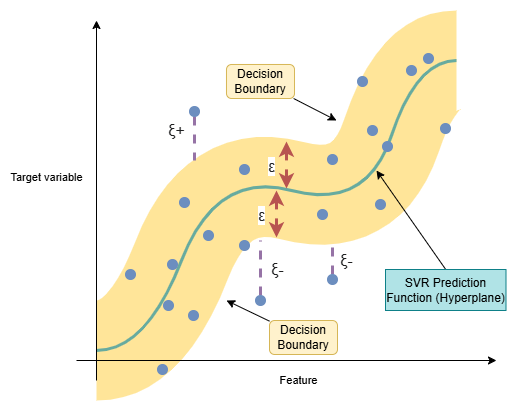 Decision
Boundary
ξ+
ε
Target variable
ε
ξ-
ξ-
SVR Prediction
Function (Hyperplane)
Decision
Boundary
Feature